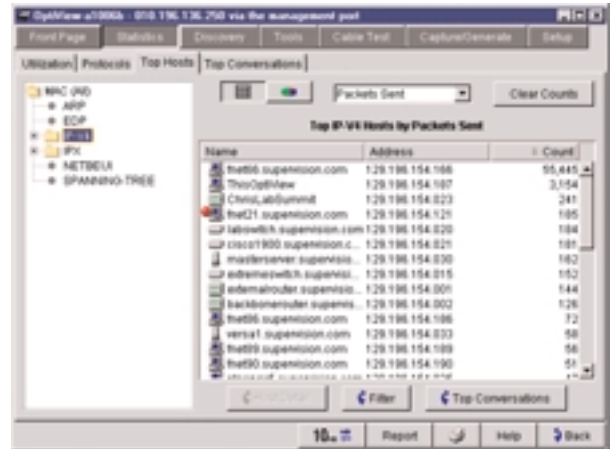 OptiView a1006b - 010.196.136.250 via the management port
Front Page Statistics Discovery Tools Cable Test Capture/Generate Setup
Utilization Protocols Top Hosts Top Conversations
MAC (All)
ARP
EDP
IP-V4
IPX
NETBEUI
SPANNING-TREE
Packets Sent
Clear Counts
Top IP-V4 Hosts by Packets Sent
Name Address Count
fnet66.supervision.com 129.196.154.166 55,445
ThisOptiView 129.196.154.187 3,154
ChrisLabSummit 129.196.154.023 241
fnet21.supervision.com 129.196.154.121 185
labswitch.supervision.com 129.196.154.020 184
cisco1900.supervision.c... 129.196.154.021 181
masterserver.supervisio... 129.196.154.030 162
extremeswitch.supervisi... 129.196.154.015 152
externalrouter.supervisio... 129.196.154.001 144
backbonerouter.supervis... 129.196.154.002 126
fnet86.supervision.com 129.196.154.186 72
versa1.supervision.com 129.196.154.033 58
fnet89.supervision.com 129.196.154.189 56
fnet90.supervision.com 129.196.154.190 51
Host Detail Filter Top Conversations
Report Help Back